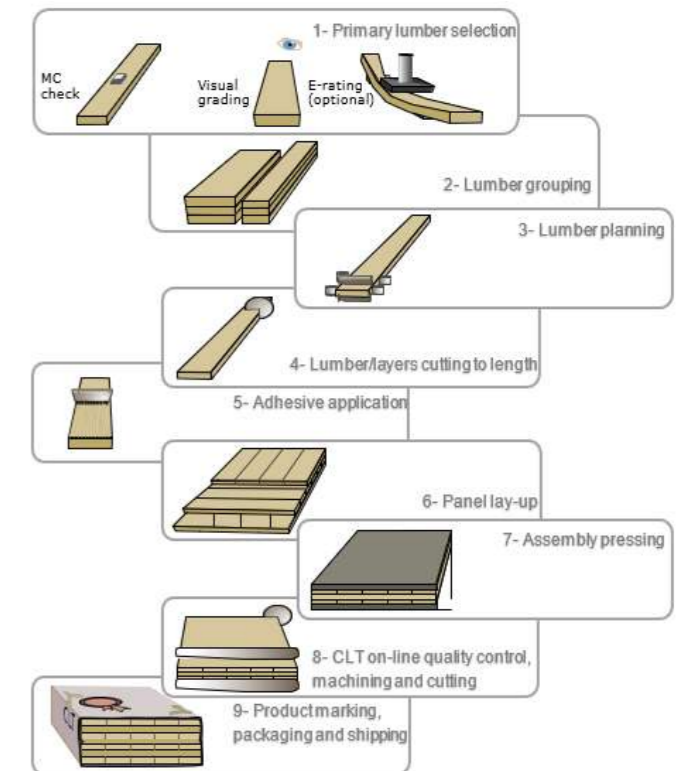 1- Primary lumber selection
MC
check
Visual
grading
E-rating
(optional)
2- Lumber grouping
3- Lumber planning
4- Lumber/layers cutting to length
5- Adhesive application
6- Panel lay-up
7- Assembly pressing
8- CLT on-line quality control,
machining and cutting
9- Product marking,
packaging and shipping